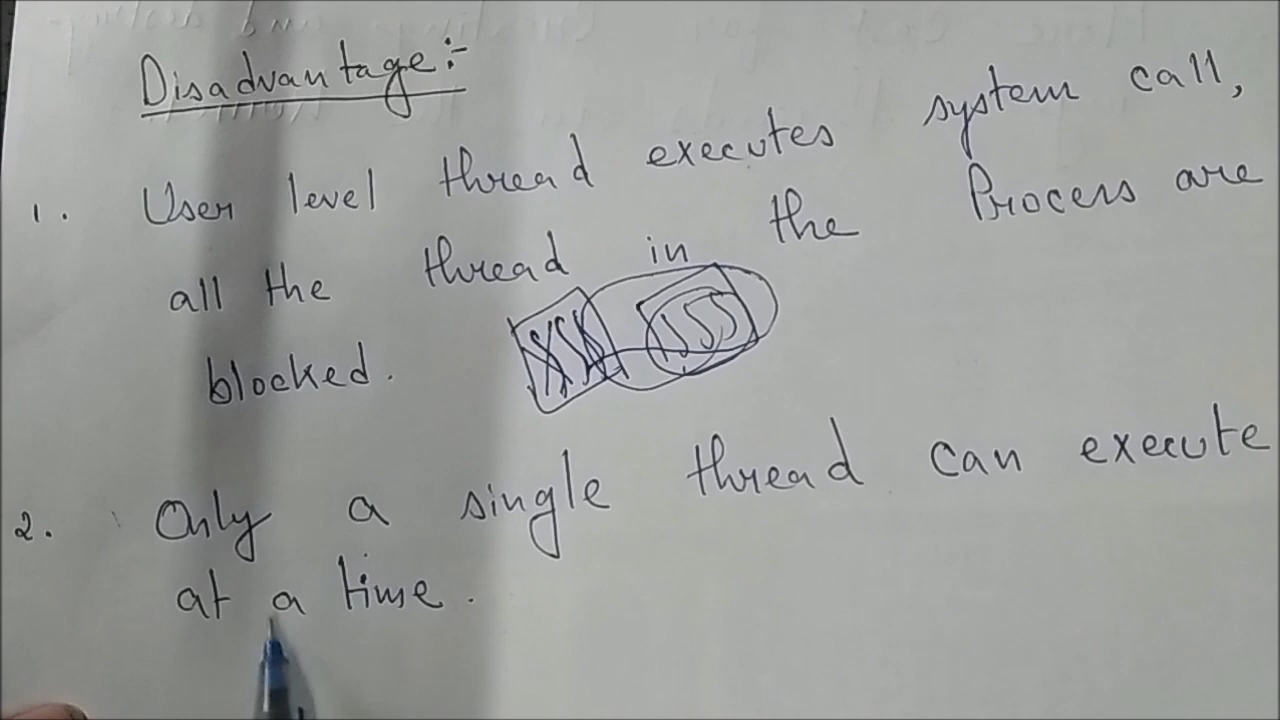 Disadvantage:-
1. User level thread executes system call,
all the thread in the Process are
blocked.
2. Only a single thread can execute
at a time.